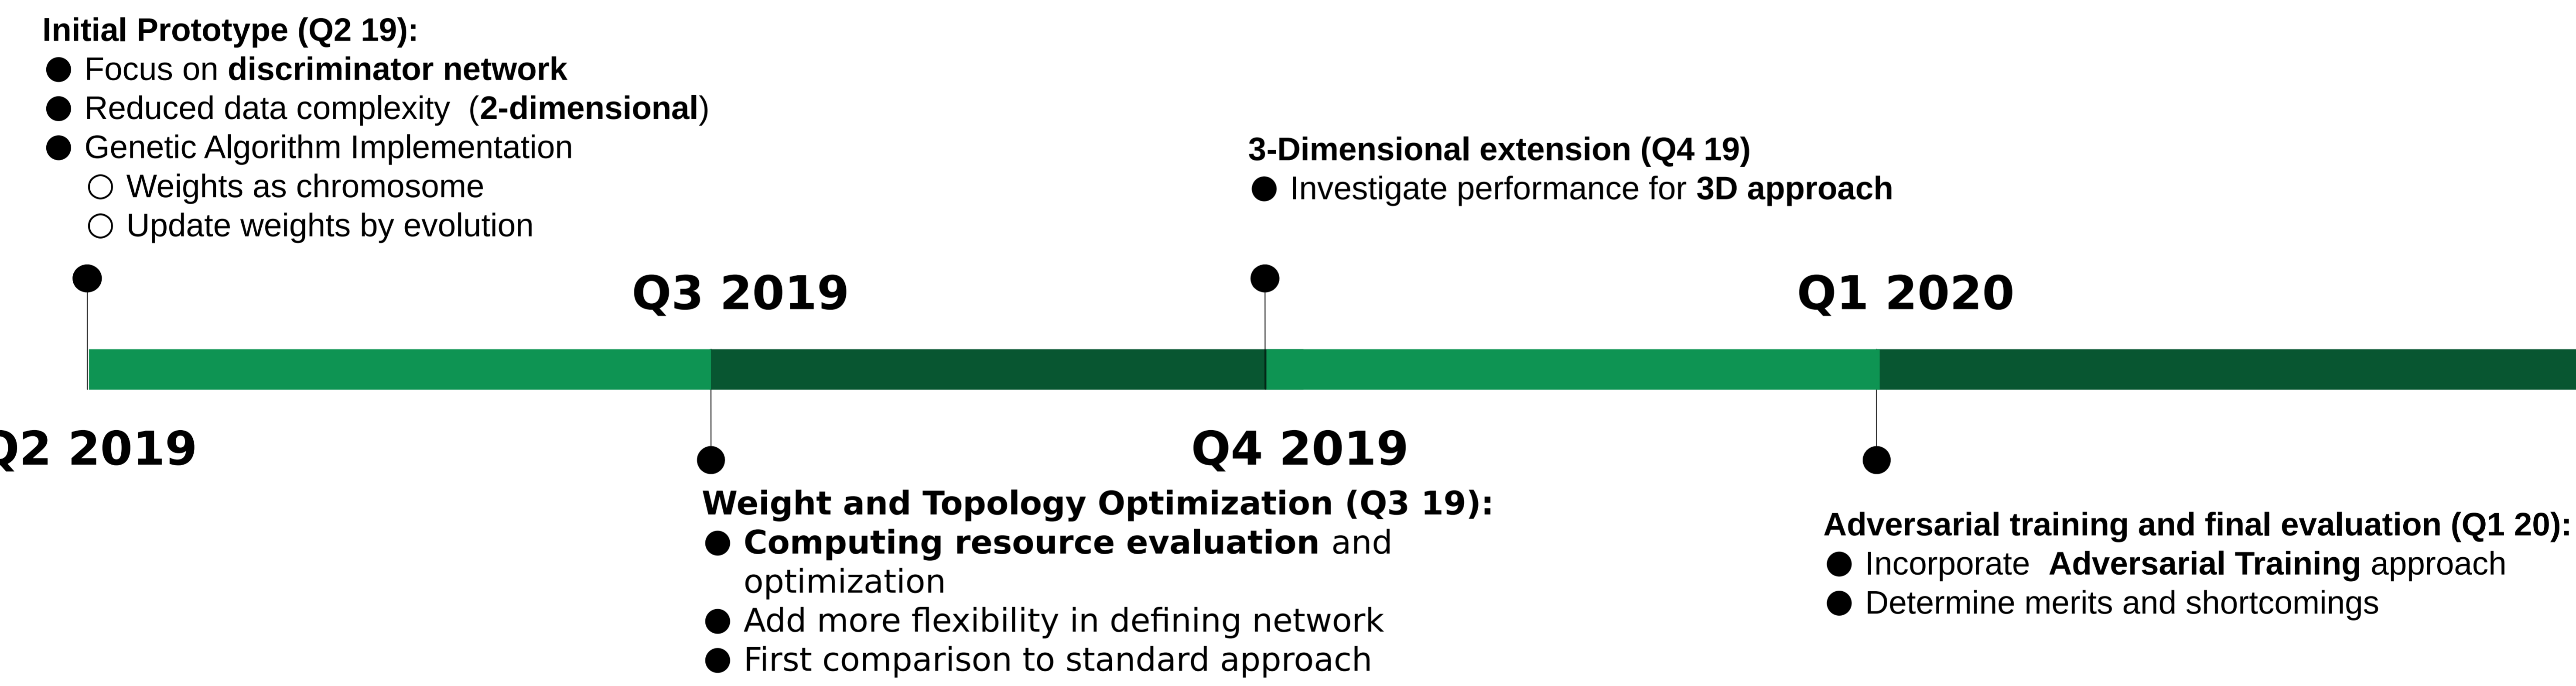 Initial Prototype (Q2 19):
● Focus on discriminator network
● Reduced data complexity  (2-dimensional)
● Genetic Algorithm Implementation
○ Weights as chromosome
○ Update weights by evolution
3-Dimensional extension (Q4 19)
● Investigate performance for 3D approach
Q3 2019
Q1 2020
Q2 2019
Q4 2019
Weight and Topology Optimization (Q3 19):
● Computing resource evaluation and
optimization
● Add more flexibility in defining network
● First comparison to standard approach
Adversarial training and final evaluation (Q1 20):
● Incorporate  Adversarial Training approach
● Determine merits and shortcomings